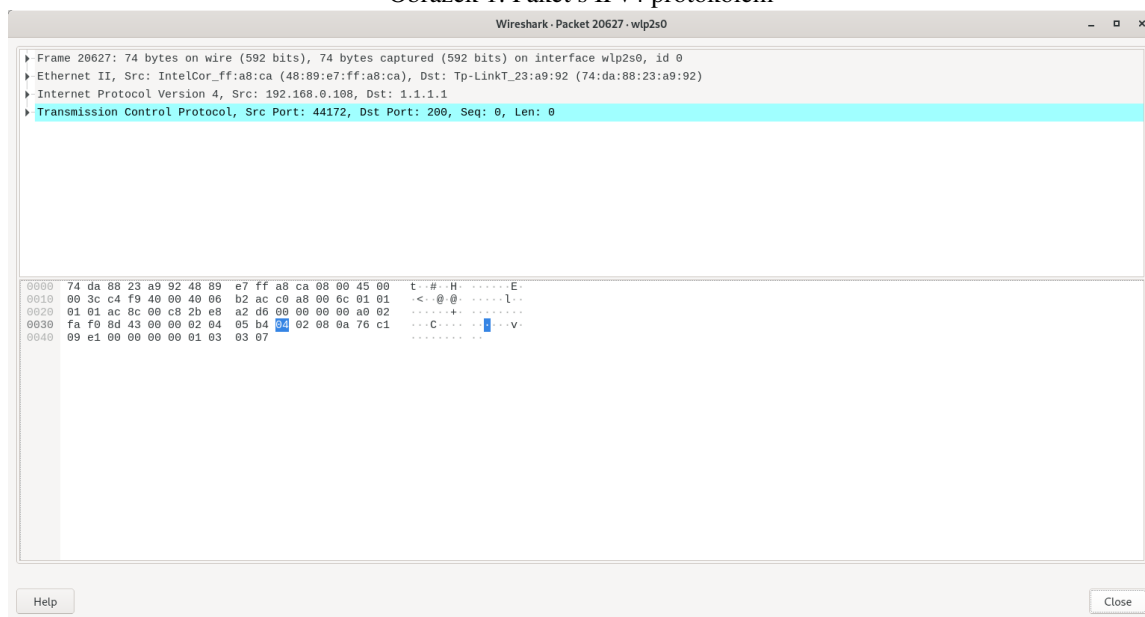 Obrázek 1: Paket s IPv4 protokolem
Wireshark · Packet 20627 · wlp2s0
Frame 20627: 74 bytes on wire (592 bits), 74 bytes captured (592 bits) on interface wlp2s0, id 0
Ethernet II, Src: IntelCor_ff:a8:ca (48:89:e7:ff:a8:ca), Dst: Tp-LinkT_23:a9:92 (74:da:88:23:a9:92)
Internet Protocol Version 4, Src: 192.168.0.108, Dst: 1.1.1.1
Transmission Control Protocol, Src Port: 44172, Dst Port: 200, Seq: 0, Len: 0
0000 74 da 88 23 a9 92 48 89 e7 ff a8 ca 08 00 45 00 t··#··H· ······E·
0010 00 3c c4 f9 40 00 40 06 b2 ac c0 a8 00 6c 01 01 ·<··@·@· ·····l··
0020 01 01 ac 8c 00 c8 2b e8 a2 d6 00 00 00 00 a0 02 ······+· ········
0030 fa f0 8d 43 00 00 02 04 05 b4 04 02 08 0a 76 c1 ···C···· ······v·
0040 09 e1 00 00 00 00 01 03 03 07 ········ ··
Help
Close